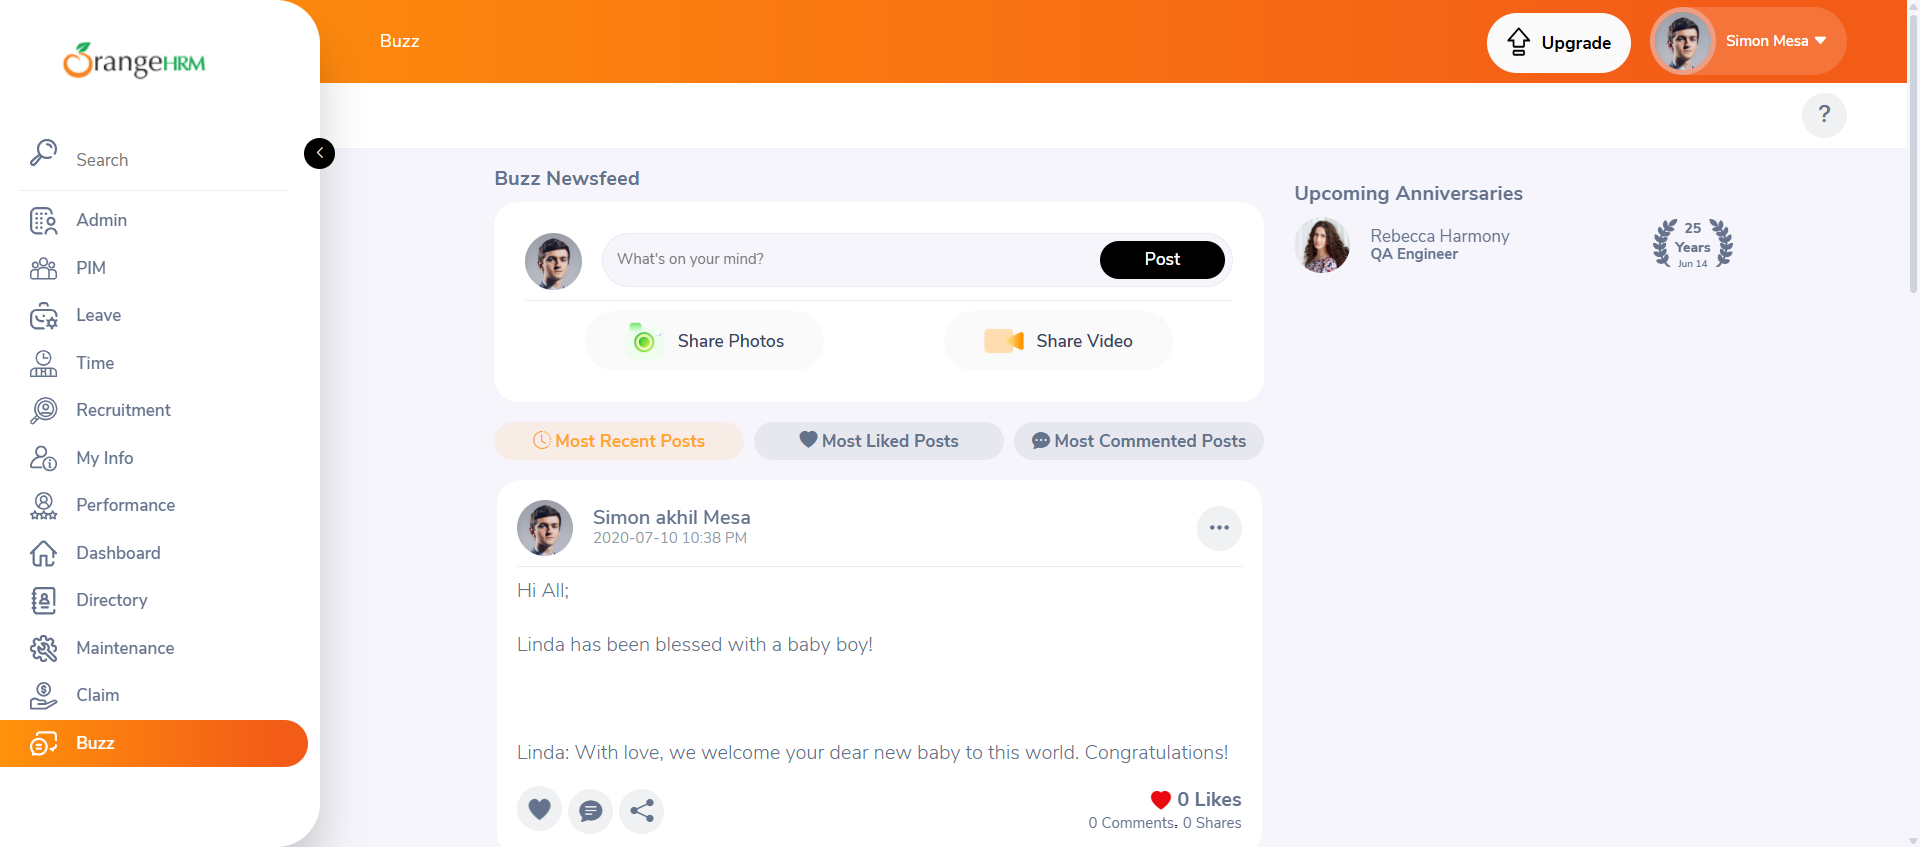 OrangeHRM
Search
Admin
PIM
Leave
Time
Recruitment
My Info
Performance
Dashboard
Directory
Maintenance
Claim
Buzz
Buzz
Upgrade
Simon Mesa
?
Buzz Newsfeed
What's on your mind?
Post
Share Photos
Share Video
Most Recent Posts
Most Liked Posts
Most Commented Posts
Simon akhil Mesa
2020-07-10 10:38 PM
Hi All;
Linda has been blessed with a baby boy!
Linda: With love, we welcome your dear new baby to this world. Congratulations!
0 Likes
0 Comments, 0 Shares
Upcoming Anniversaries
Rebecca Harmony
QA Engineer
25
Years
Jun 14